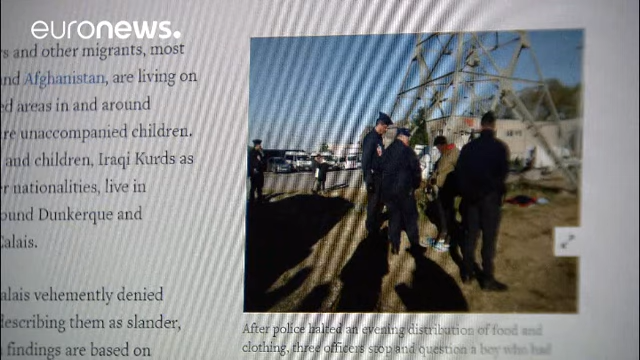 euronews.
rs and other migrants, most
nd Afghanistan, are living on
ed areas in and around
re unaccompanied children.
and children, Iraqi Kurds as
r nationalities, live in
ound Dunkerque and
Calais.
alais vehemently denied
describing them as slander,
findings are based on
After police halted an evening distribution of food and
clothing, three officers stop and question a boy who had